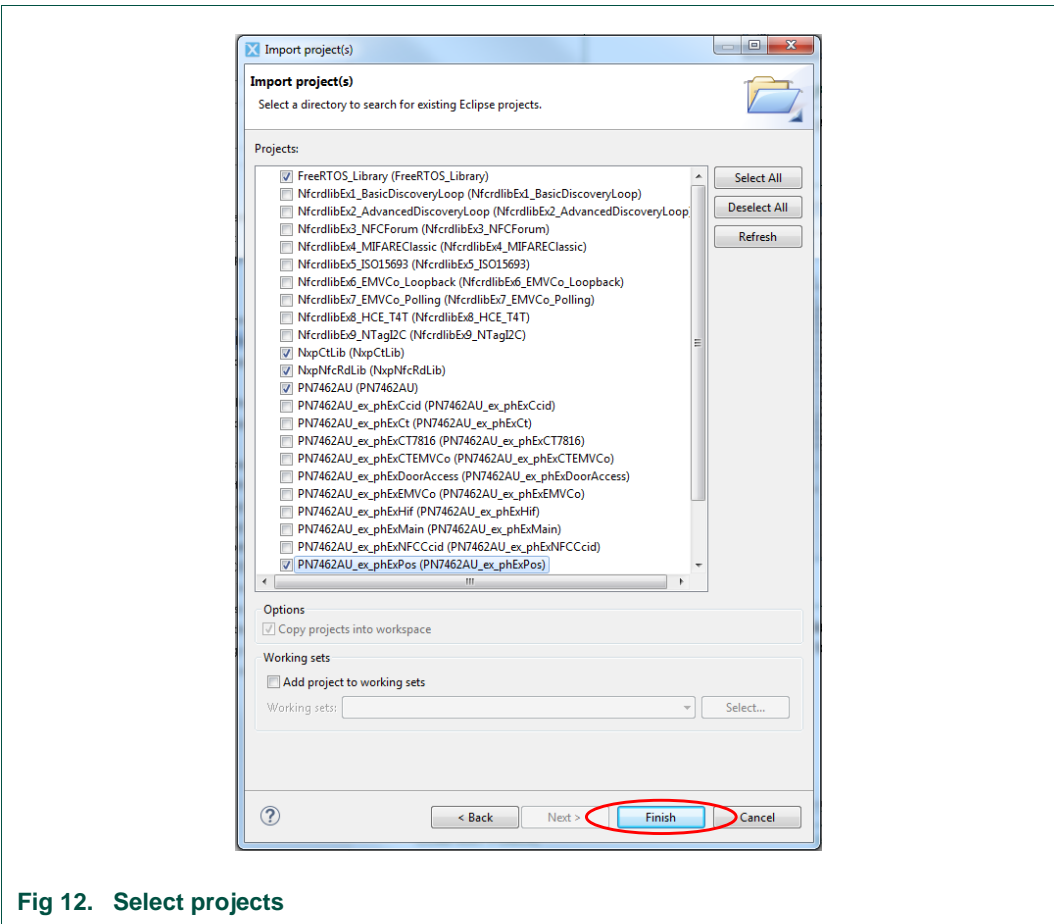 Import project(s)
Import project(s)
Select a directory to search for existing Eclipse projects.
Projects:
FreeRTOS_Library (FreeRTOS_Library)
NfcrdlibEx1_BasicDiscoveryLoop (NfcrdlibEx1_BasicDiscoveryLoop)
NfcrdlibEx2_AdvancedDiscoveryLoop (NfcrdlibEx2_AdvancedDiscoveryLoop
NfcrdlibEx3_NFCForum (NfcrdlibEx3_NFCForum)
NfcrdlibEx4_MIFAREClassic (NfcrdlibEx4_MIFAREClassic)
NfcrdlibEx5_ISO15693 (NfcrdlibEx5_ISO15693)
NfcrdlibEx6_EMVCo_Loopback (NfcrdlibEx6_EMVCo_Loopback)
NfcrdlibEx7_EMVCo_Polling (NfcrdlibEx7_EMVCo_Polling)
NfcrdlibEx8_HCE_T4T (NfcrdlibEx8_HCE_T4T)
NfcrdlibEx9_NTagI2C (NfcrdlibEx9_NTagI2C)
NxpCtLib (NxpCtLib)
NxpNfcRdLib (NxpNfcRdLib)
PN7462AU (PN7462AU)
PN7462AU_ex_phExCcid (PN7462AU_ex_phExCcid)
PN7462AU_ex_phExCt (PN7462AU_ex_phExCt)
PN7462AU_ex_phExCT7816 (PN7462AU_ex_phExCT7816)
PN7462AU_ex_phExCTEMVCo (PN7462AU_ex_phExCTEMVCo)
PN7462AU_ex_phExDoorAccess (PN7462AU_ex_phExDoorAccess)
PN7462AU_ex_phExEMVCo (PN7462AU_ex_phExEMVCo)
PN7462AU_ex_phExHif (PN7462AU_ex_phExHif)
PN7462AU_ex_phExMain (PN7462AU_ex_phExMain)
PN7462AU_ex_phExNFCCcid (PN7462AU_ex_phExNFCCcid)
PN7462AU_ex_phExPos (PN7462AU_ex_phExPos)
Select All
Deselect All
Refresh
Options
Copy projects into workspace
Working sets
Add project to working sets
Working sets:
Select...
< Back
Next >
Finish
Cancel
Fig 12. Select projects